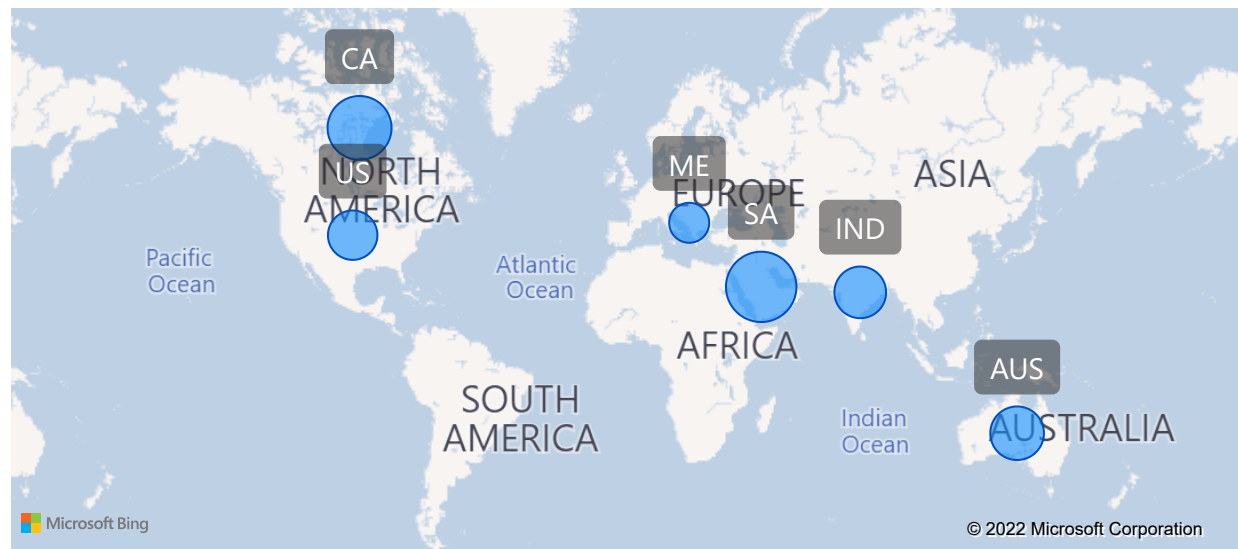 CA
US
NORTH
AMERICA
ME
EUROPE
SA
IND
ASIA
Pacific
Ocean
Atlantic
Ocean
AFRICA
AUS
SOUTH
AMERICA
Indian
Ocean
AUSTRALIA
Microsoft Bing
© 2022 Microsoft Corporation